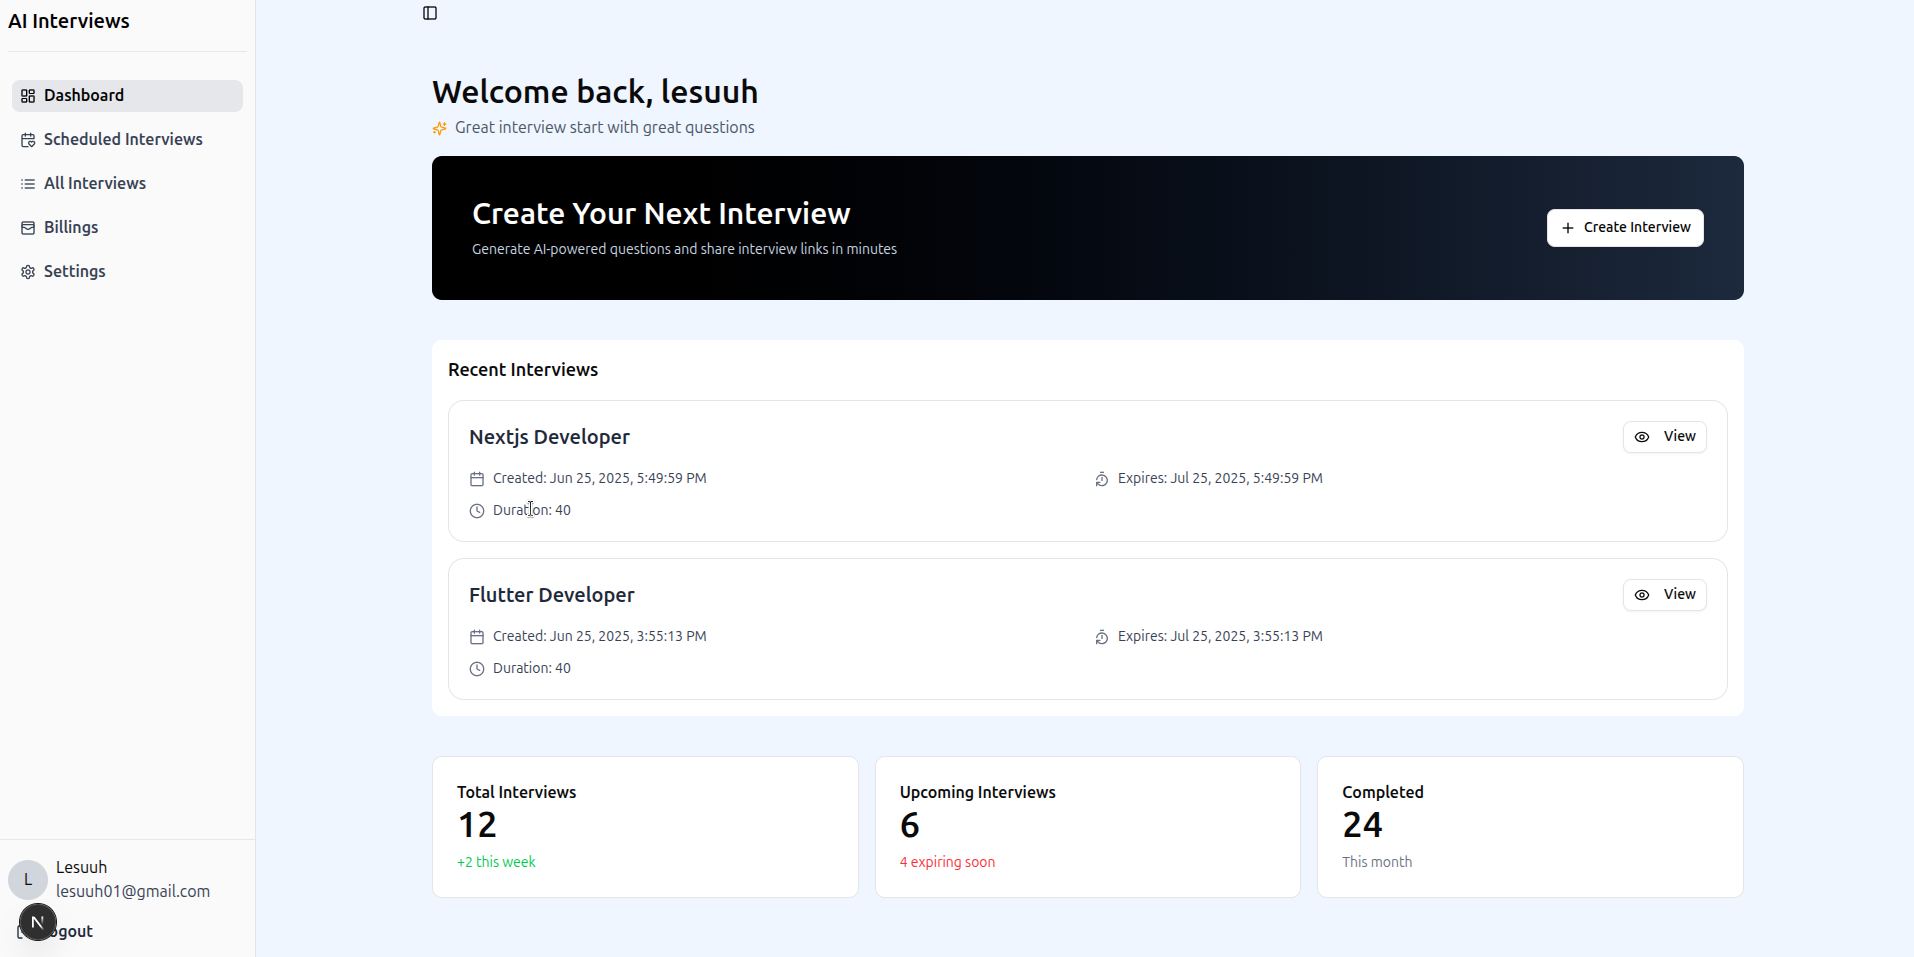 AI Interviews
Dashboard
Scheduled Interviews
All Interviews
Billings
Settings
Lesuuh
lesuuh01@gmail.com
N
ogout
L
Welcome back, lesuuh
Great interview start with great questions
Create Your Next Interview
Generate AI-powered questions and share interview links in minutes
Create Interview
Recent Interviews
Nextjs Developer
View
Created: Jun 25, 2025, 5:49:59 PM
Expires: Jul 25, 2025, 5:49:59 PM
Duration: 40
Flutter Developer
View
Created: Jun 25, 2025, 3:55:13 PM
Expires: Jul 25, 2025, 3:55:13 PM
Duration: 40
Total Interviews
12
+2 this week
Upcoming Interviews
6
4 expiring soon
Completed
24
This month